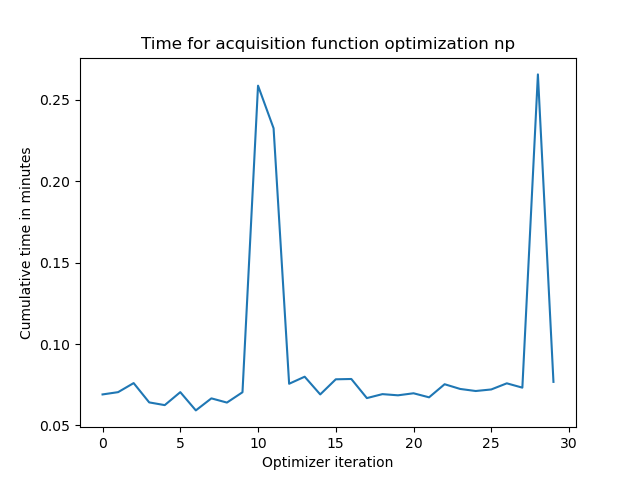 Time for acquisition function optimization np
Cumulative time in minutes
0.25
0.20
0.15
0.10
0.05
0 5 10 15 20 25 30
Optimizer iteration